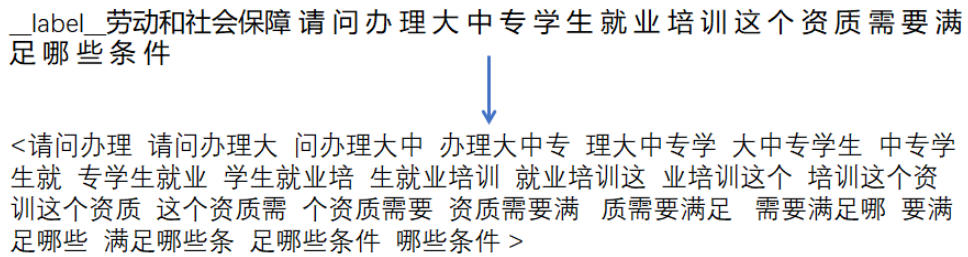 __label__劳动和社会保障 请 问 办 理 大 中 专 学 生 就 业 培 训 这 个 资 质 需 要 满
足 哪 些 条 件
<请问办理 请问办理大 问办理大中 办理大中专 理大中专学 大中专学生 中专学
生就 专学生就业 学生就业培 生就业培训 就业培训这 业培训这个 培训这个资
训这个资质 这个资质需 个资质需要 资质需要满 质需要满足 需要满足哪 要满
足哪些 满足哪些条 足哪些条件 哪些条件 >